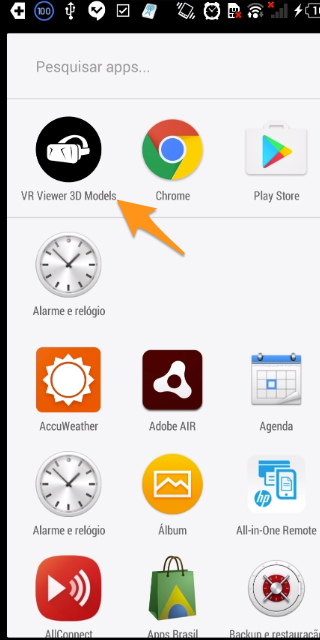 100
Pesquisar apps...
VR Viewer 3D Models
Chrome
Play Store
Alarme e relógio
AccuWeather
Adobe AIR
Agenda
Alarme e relógio
Álbum
All-in-One Remote
hp
AllConnect
Apps Brasil
Backup e restauraçã